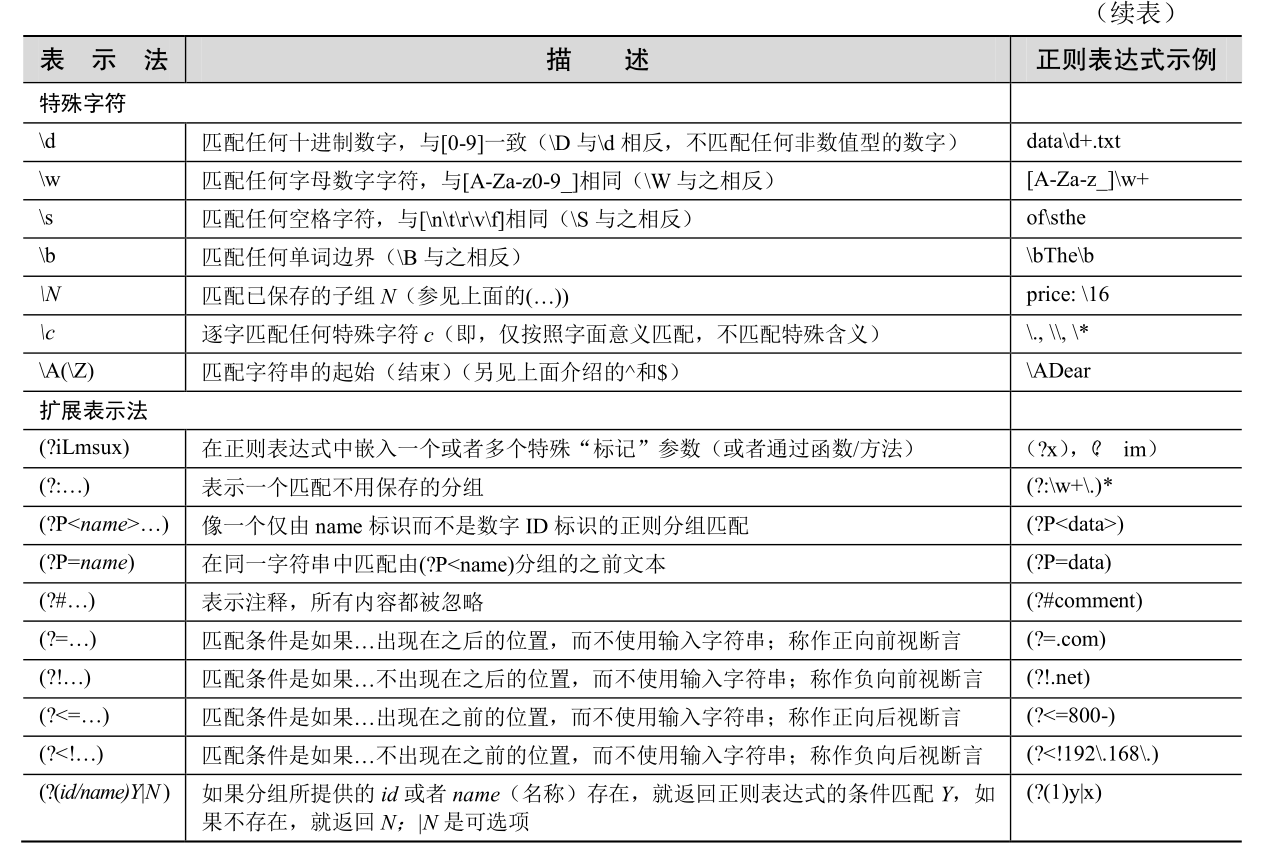 （续表）
表 示 法 描 述 正则表达式示例
特殊字符
\d 匹配任何十进制数字，与[0-9]一致（\D 与\d 相反，不匹配任何非数值型的数字） data\d+.txt
\w 匹配任何字母数字字符，与[A-Za-z0-9_]相同（\W 与之相反） [A-Za-z_]\w+
\s 匹配任何空格字符，与[\n\t\r\v\f]相同（\S 与之相反） of\sthe
\b 匹配任何单词边界（\B 与之相反） \bThe\b
\N 匹配已保存的子组 N（参见上面的(…)) price: \16
\c 逐字匹配任何特殊字符 c（即，仅按照字面意义匹配，不匹配特殊含义） \., \\, \*
\A(\Z) 匹配字符串的起始（结束）（另见上面介绍的^和$） \ADear
扩展表示法
(?iLmsux) 在正则表达式中嵌入一个或者多个特殊“标记”参数（或者通过函数/方法） （?x），(? im）
(?:…) 表示一个匹配不用保存的分组 (?:\w+\.)*
(?P<name>…) 像一个仅由 name 标识而不是数字 ID 标识的正则分组匹配 (?P<data>)
(?P=name) 在同一字符串中匹配由(?P<name)分组的之前文本 (?P=data)
(?#…) 表示注释，所有内容都被忽略 (?#comment)
(?=…) 匹配条件是如果…出现在之后的位置，而不使用输入字符串；称作正向前视断言 (?=.com)
(?!…) 匹配条件是如果…不出现在之后的位置，而不使用输入字符串；称作负向前视断言 (?!.net)
(?<=…) 匹配条件是如果…出现在之前的位置，而不使用输入字符串；称作正向后视断言 (?<=800-)
(?<!…) 匹配条件是如果…不出现在之前的位置，而不使用输入字符串；称作负向后视断言 (?<!192\.168\.)
(?(id/name)Y|N) 如果分组所提供的 id 或者 name（名称）存在，就返回正则表达式的条件匹配 Y，如 (?(1)y|x)
果不存在，就返回 N；|N 是可选项